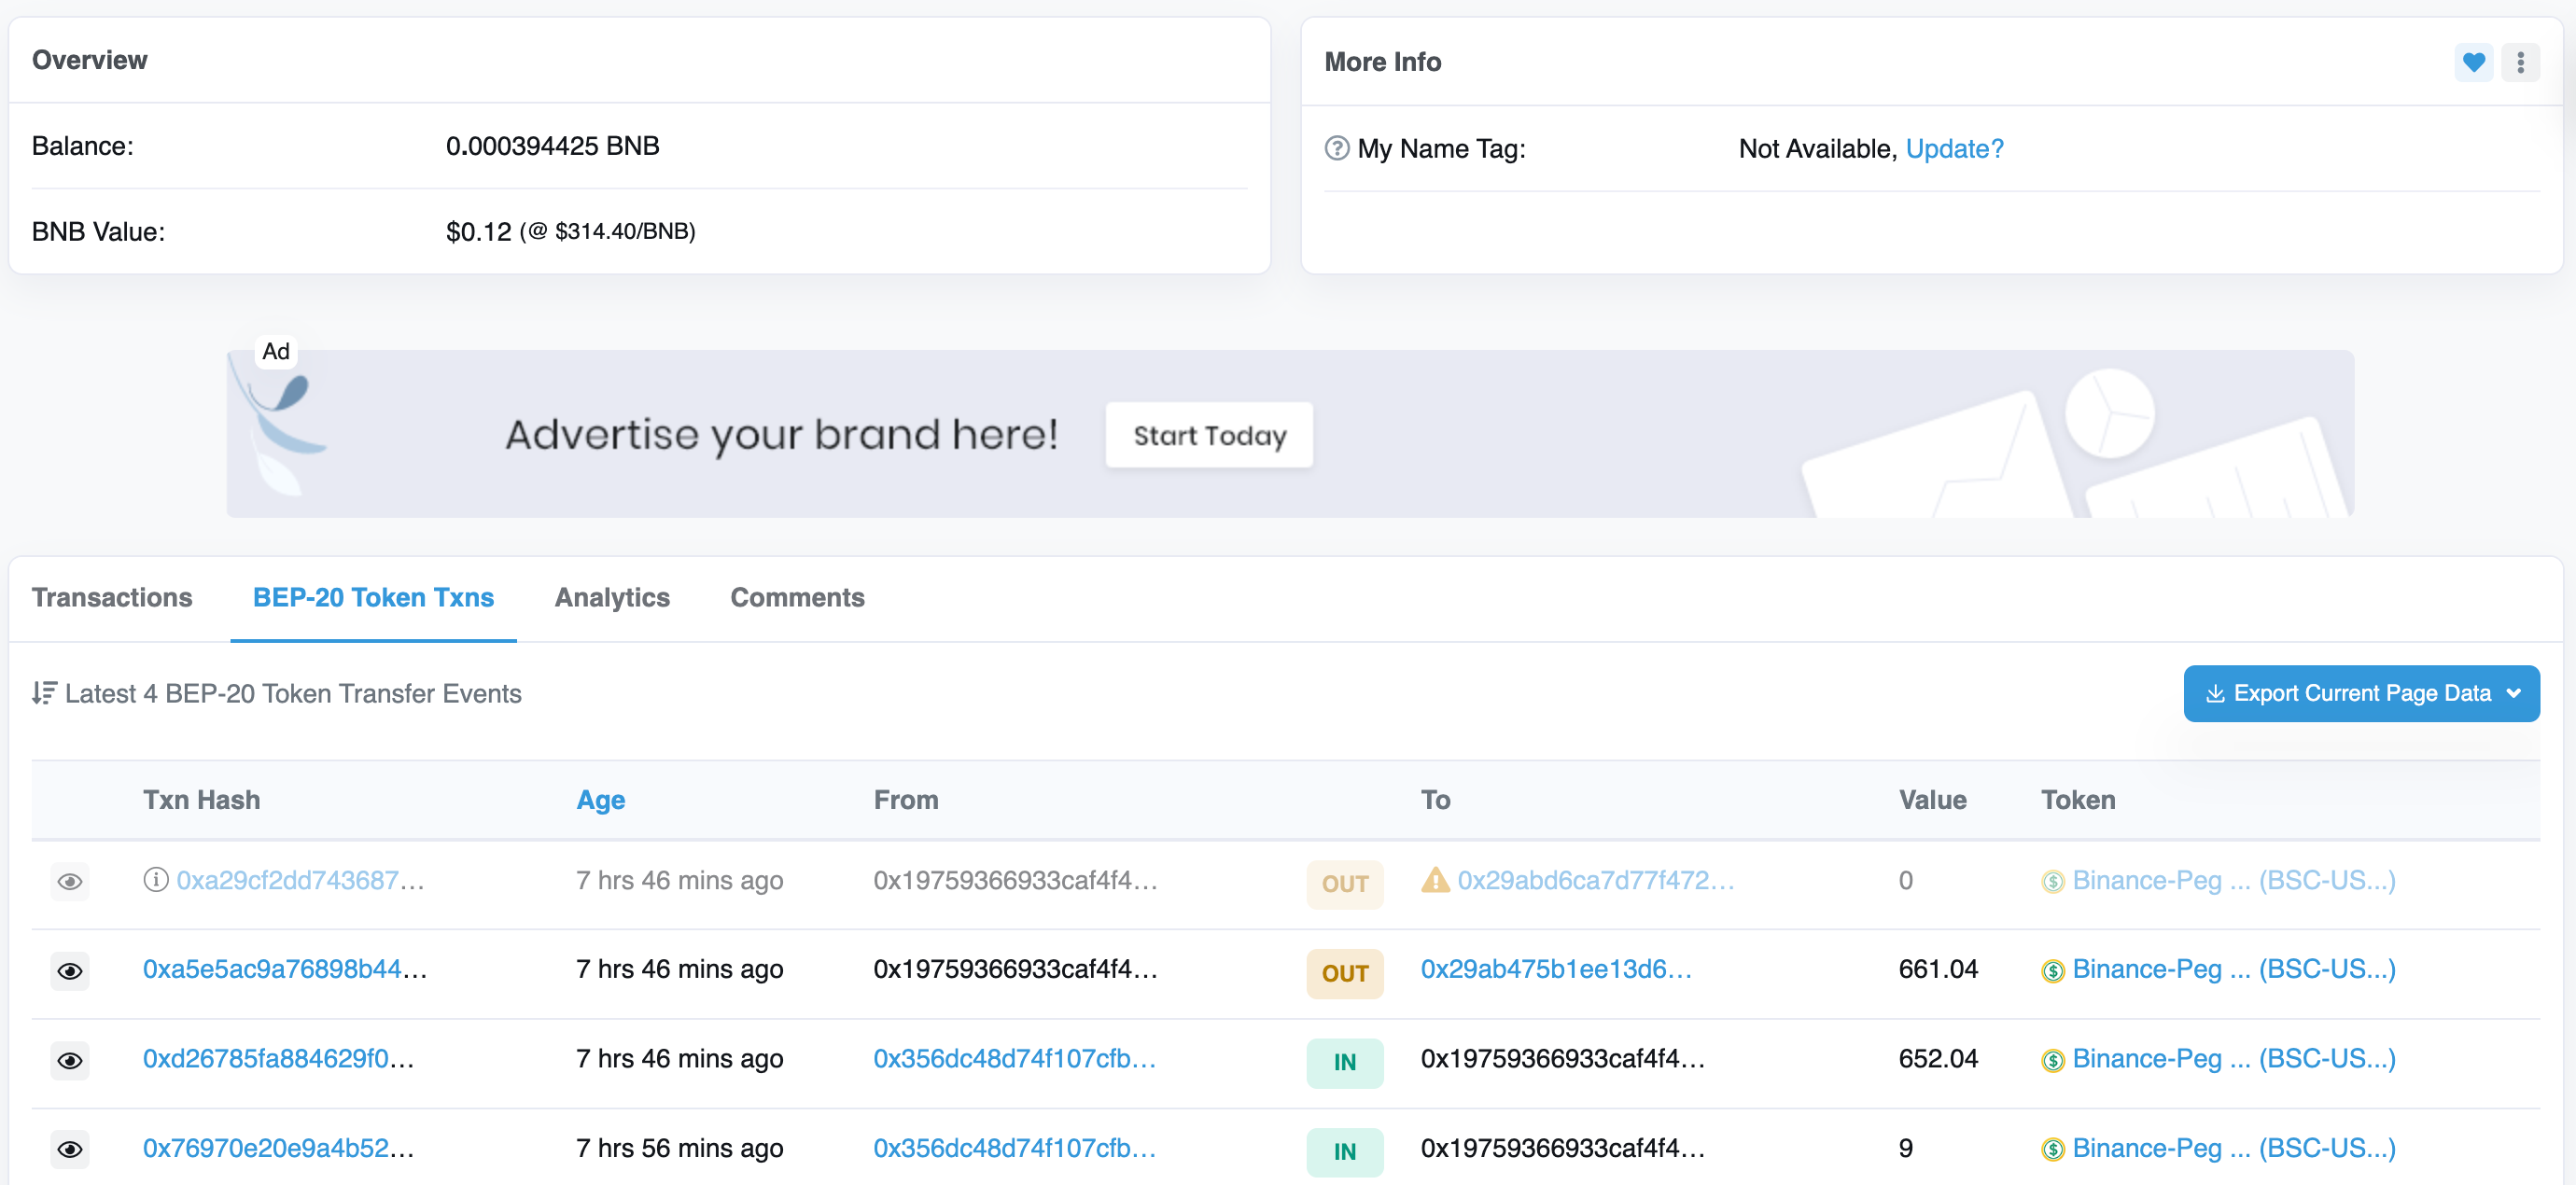 Overview
Balance: 0.000394425 BNB
BNB Value: $0.12 (@ $314.40/BNB)
More Info
My Name Tag: Not Available, Update?
Ad
Advertise your brand here! Start Today
Transactions BEP-20 Token Txns Analytics Comments
Latest 4 BEP-20 Token Transfer Events Export Current Page Data
Txn Hash Age From To Value Token
0xa29cf2dd743687... 7 hrs 46 mins ago 0x19759366933caf4f4... OUT 0x29abd6ca7d77f472... 0 Binance-Peg ... (BSC-US...)
0xa5e5ac9a76898b44... 7 hrs 46 mins ago 0x19759366933caf4f4... OUT 0x29ab475b1ee13d6... 661.04 Binance-Peg ... (BSC-US...)
0xd26785fa884629f0... 7 hrs 46 mins ago 0x356dc48d74f107cfb... IN 0x19759366933caf4f4... 652.04 Binance-Peg ... (BSC-US...)
0x76970e20e9a4b52... 7 hrs 56 mins ago 0x356dc48d74f107cfb... IN 0x19759366933caf4f4... 9 Binance-Peg ... (BSC-US...)